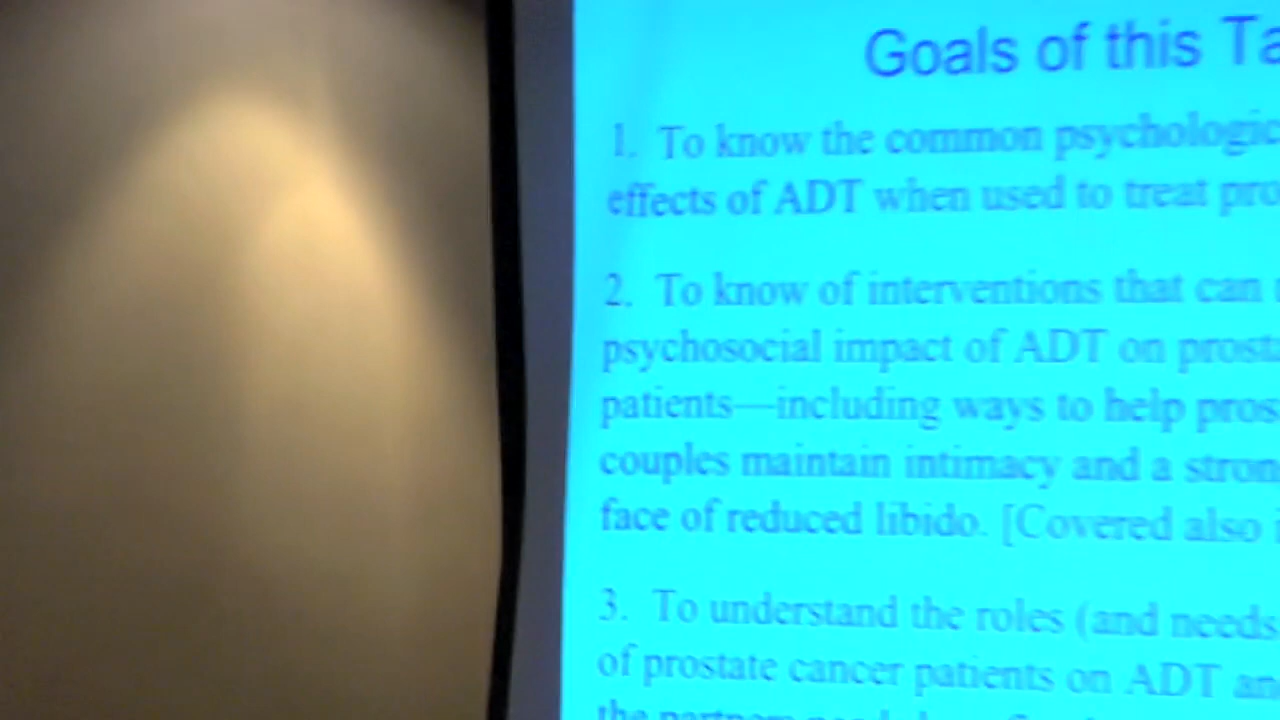 Goals of this Ta
1. To know the common psychologic
effects of ADT when used to treat pro
2. To know of interventions that can
psychosocial impact of ADT on prosta
patients—including ways to help pros
couples maintain intimacy and a stron
face of reduced libido. [Covered also
3. To understand the roles (and needs
of prostate cancer patients on ADT an
the partners